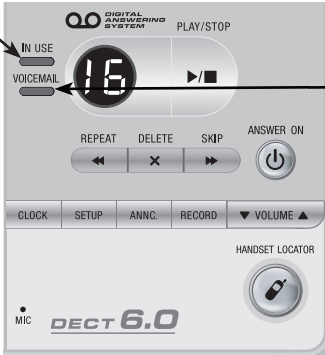 DIGITAL
ANSWERING
SYSTEM
PLAY/STOP
IN USE
VOICEMAIL
16
REPEAT DELETE SKIP
ANSWER ON
CLOCK SETUP ANNC. RECORD VOLUME
HANDSET LOCATOR
MIC
DECT 6.0